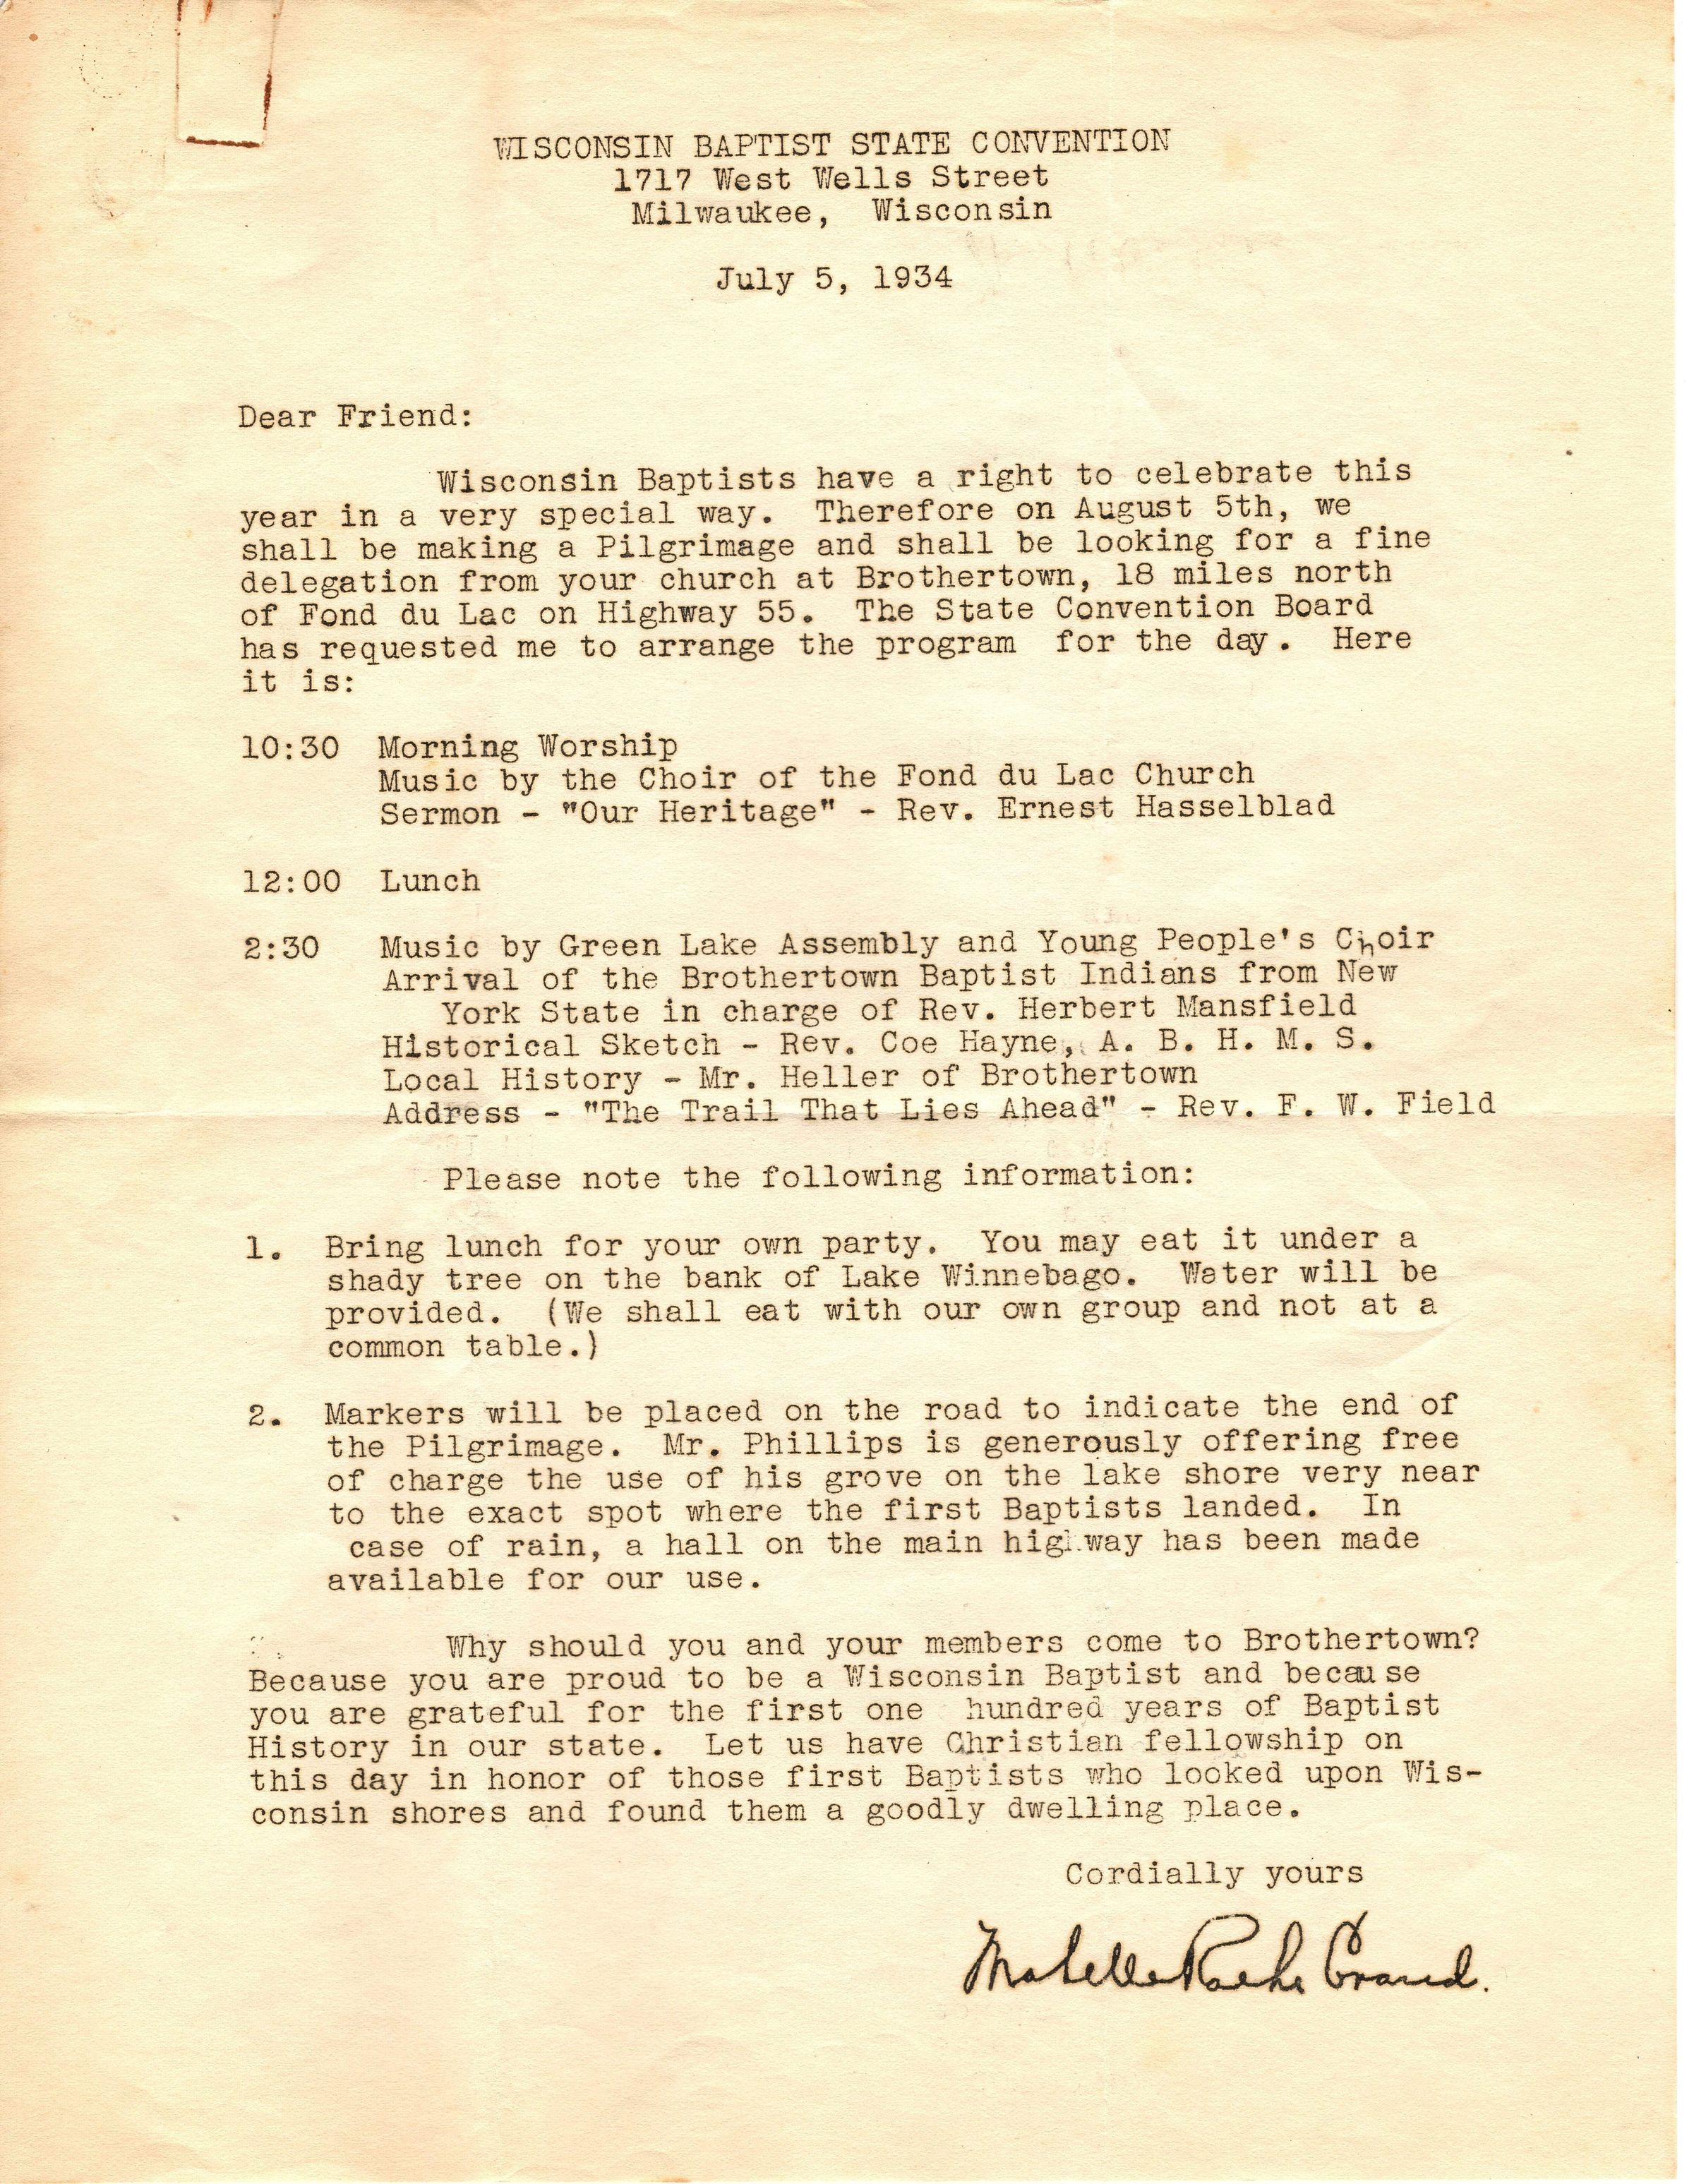 WISCONSIN BAPTIST STATE CONVENTION
1717 West Wells Street
Milwaukee, Wisconsin
July 5, 1934
Dear Friend:
Wisconsin Baptists have a right to celebrate this
year in a very special way. Therefore on August 5th, we
shall be making a Pilgrimage and shall be looking for a fine
delegation from your church at Brothertown, 18 miles north
of Fond du Lac on Highway 55. The State Convention Board
has requested me to arrange the program for the day. Here
it is:
10:30 Morning Worship
Music by the Choir of the Fond du Lac Church
Sermon - "Our Heritage" - Rev. Ernest Hasselblad
12:00 Lunch
2:30 Music by Green Lake Assembly and Young People's Choir
Arrival of the Brothertown Baptist Indians from New
York State in charge of Rev. Herbert Mansfield
Historical Sketch - Rev. Coe Hayne, A. B. H. M. S.
Local History - Mr. Heller of Brothertown
Address - "The Trail That Lies Ahead" - Rev. F. W. Field
Please note the following information:
1. Bring lunch for your own party. You may eat it under a
shady tree on the bank of Lake Winnebago. Water will be
provided. (We shall eat with our own group and not at a
common table.)
2. Markers will be placed on the road to indicate the end of
the Pilgrimage. Mr. Phillips is generously offering free
of charge the use of his grove on the lake shore very near
to the exact spot where the first Baptists landed. In
case of rain, a hall on the main highway has been made
available for our use.
Why should you and your members come to Brothertown?
Because you are proud to be a Wisconsin Baptist and because
you are grateful for the first one hundred years of Baptist
History in our state. Let us have Christian fellowship on
this day in honor of those first Baptists who looked upon Wis-
consin shores and found them a goodly dwelling place.
Cordially yours
Mabelle